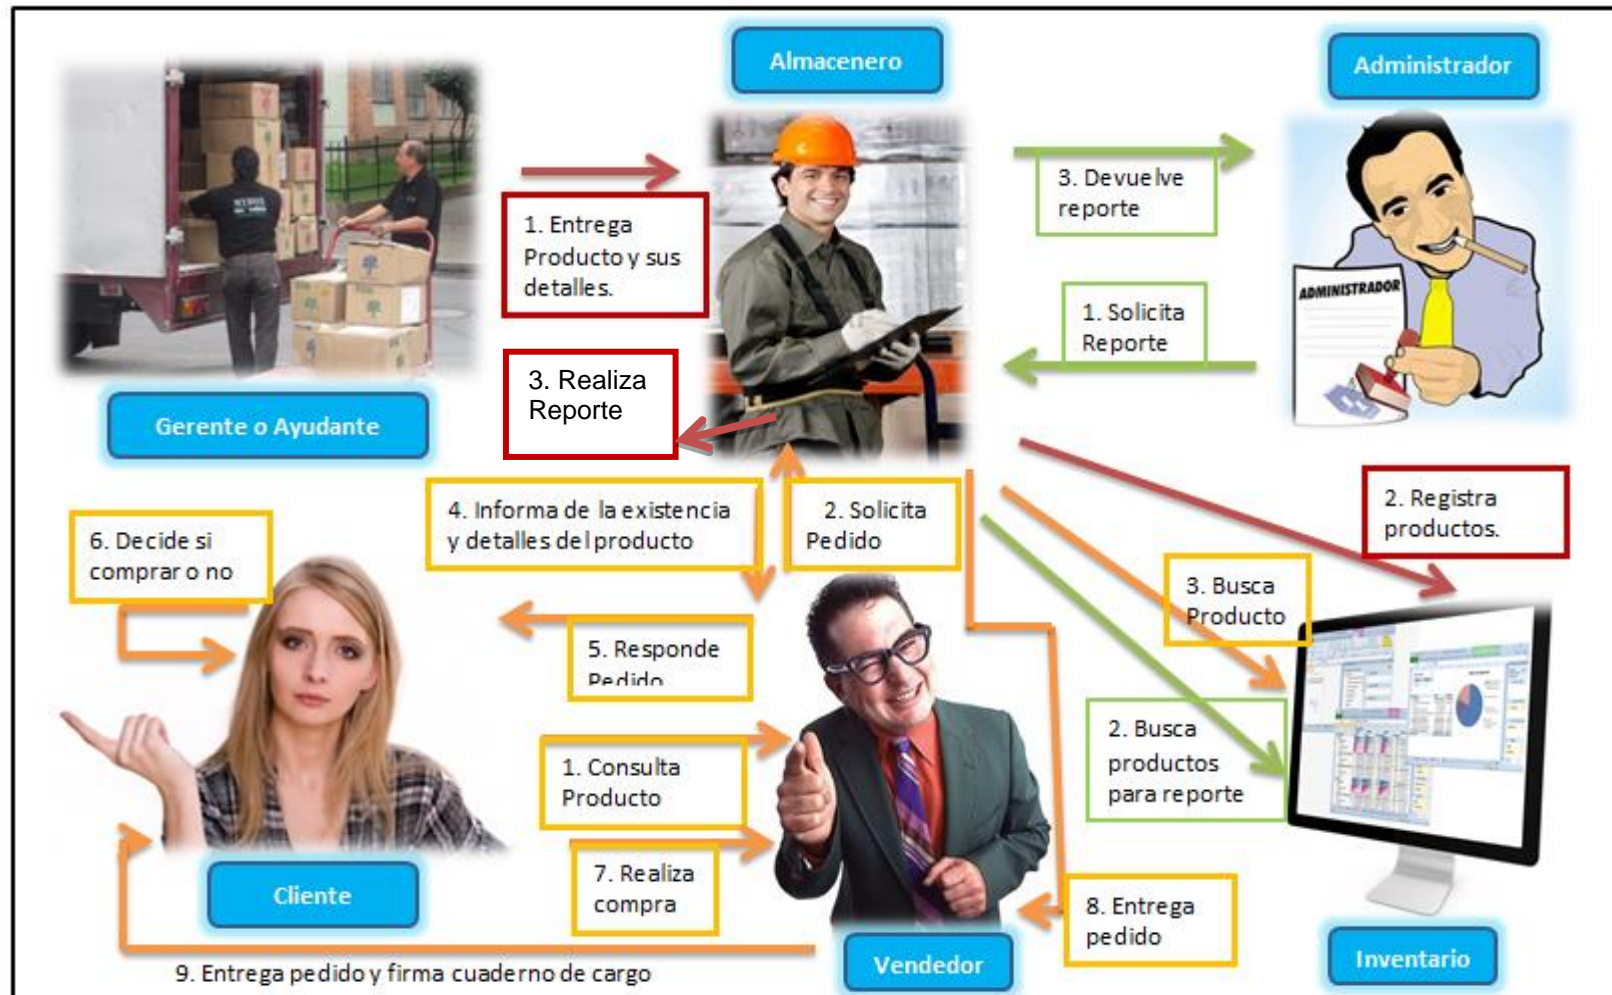 Almacenero
Administrador
3. Devuelve
reporte
1. Entrega
Producto y sus
detalles.
ADMINISTRADOR
1. Solicita
Reporte
3. Realiza
Reporte
Gerente o Ayudante
4. Informa de la existencia
y detalles del producto
2. Solicita
Pedido
2. Registra
productos.
6. Decide si
comprar o no
3. Busca
Producto
5. Responde
Pedido
2. Busca
productos
para reporte
1. Consulta
Producto
7. Realiza
compra
Cliente
8. Entrega
pedido
Vendedor
Inventario
9. Entrega pedido y firma cuaderno de cargo